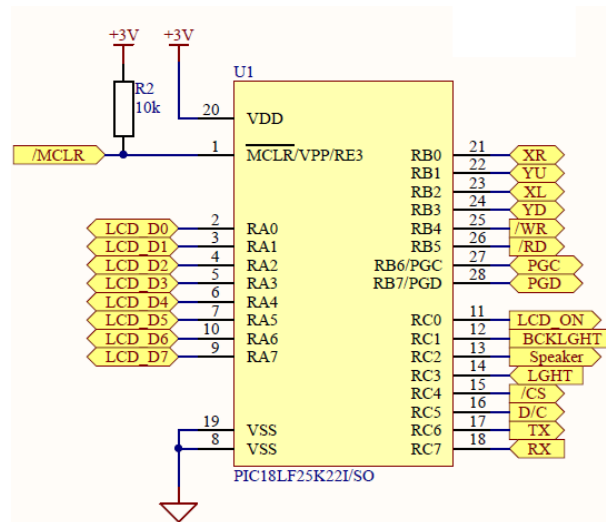 +3V +3V
U1
R2
10k
20 VDD
/MCLR 1 MCLR/VPP/RE3 RB0 21 XR
RB1 22 YU
RB2 23 XL
RB3 24 YD
LCD_D0 2 RA0 RB4 25 /WR
LCD_D1 3 RA1 RB5 26 /RD
LCD_D2 4 RA2 RB6/PGC 27 PGC
LCD_D3 5 RA3 RB7/PGD 28 PGD
LCD_D4 6 RA4
LCD_D5 7 RA5 RC0 11 LCD_ON
LCD_D6 10 RA6 RC1 12 BCKLGHT
LCD_D7 9 RA7 RC2 13 Speaker
RC3 14 LGHT
RC4 15 /CS
RC5 16 D/C
19 VSS RC6 17 TX
8 VSS RC7 18 RX
PIC18LF25K22I/SO